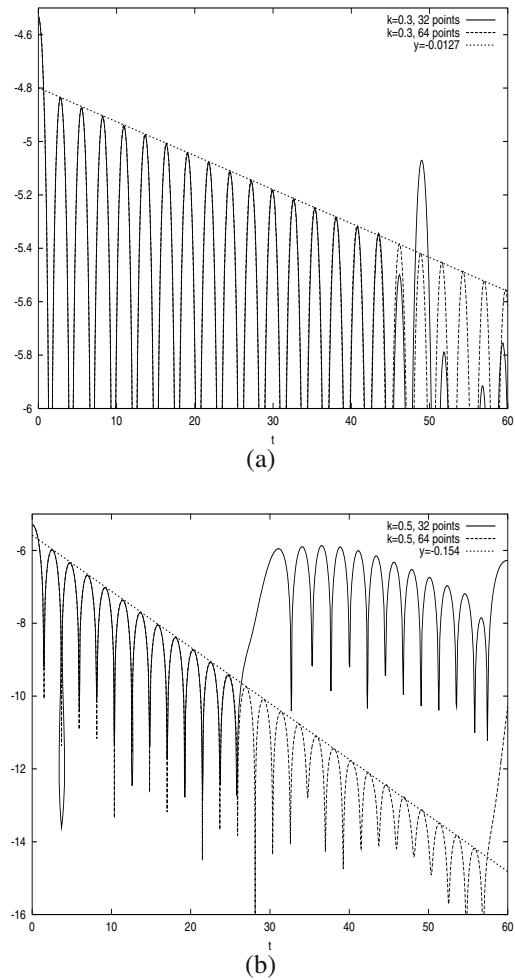 k=0.3, 32 points
k=0.3, 64 points
y=-0.0127
-4.6
-4.8
-5
-5.2
-5.4
-5.6
-5.8
-6
0 10 20 30 40 50 60
t
(a)
k=0.5, 32 points
k=0.5, 64 points
y=-0.154
-6
-8
-10
-12
-14
-16
0 10 20 30 40 50 60
t
(b)